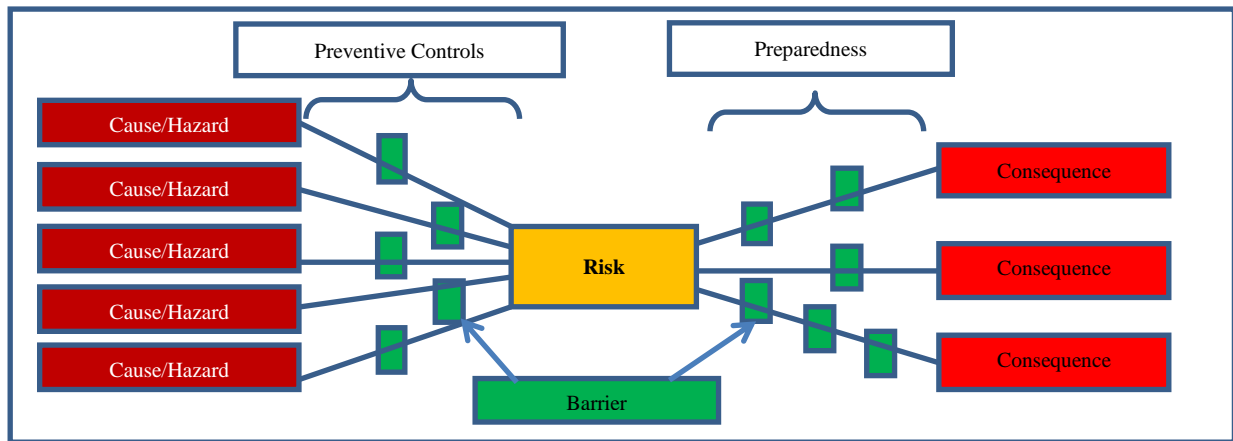 Preventive Controls
Preparedness
Cause/Hazard
Cause/Hazard
Cause/Hazard
Cause/Hazard
Cause/Hazard
Risk
Consequence
Consequence
Consequence
Barrier